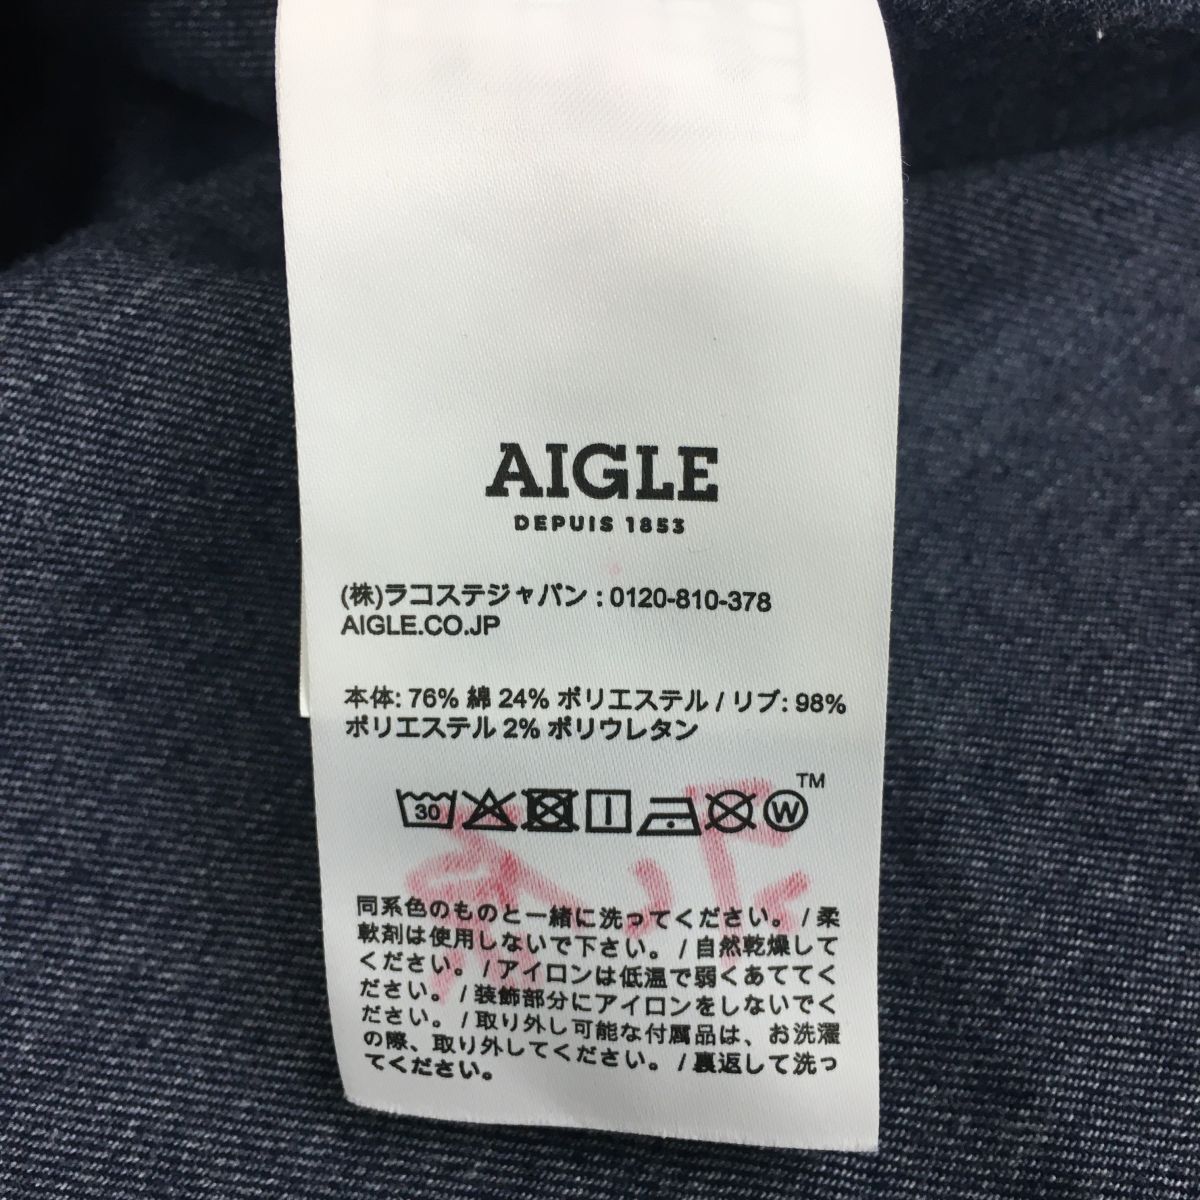 AIGLE
DEPUIS 1853
(株)ラコステジャパン : 0120-810-378
AIGLE.CO.JP
本体: 76% 綿 24% ポリエステル / リブ: 98%
ポリエステル 2% ポリウレタン
30 W TM
同系色のものと一緒に洗ってください。 / 柔
軟剤は使用しないで下さい。 / 自然乾燥して
ください。 / アイロンは低温で弱くあててく
ださい。 / 装飾部分にアイロンをしないでく
ださい。 / 取り外し可能な付属品は、お洗濯
の際、取り外してください。 / 裏返して洗っ
てください。